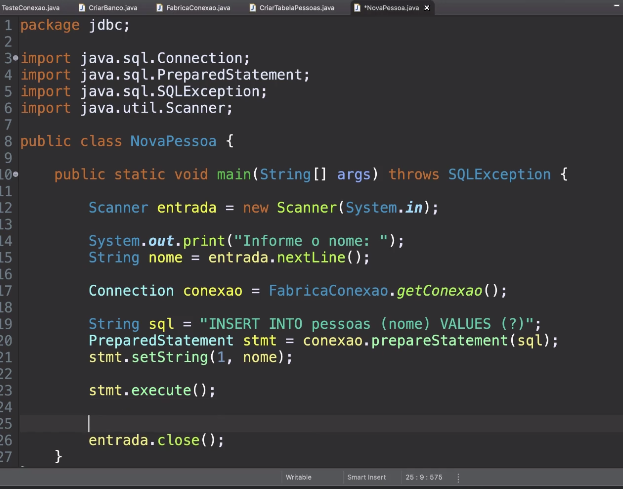 TesteConexao.java CriarBanco.java FabricaConexao.java CriarTabelaPessoas.java *NovaPessoa.java
1 package jdbc;
2
3 import java.sql.Connection;
4 import java.sql.PreparedStatement;
5 import java.sql.SQLException;
6 import java.util.Scanner;
7
8 public class NovaPessoa {
9
10 public static void main(String[] args) throws SQLException {
11
12 Scanner entrada = new Scanner(System.in);
13
14 System.out.print("Informe o nome: ");
15 String nome = entrada.nextLine();
16
17 Connection conexao = FabricaConexao.getConexao();
18
19 String sql = "INSERT INTO pessoas (nome) VALUES (?)";
20 PreparedStatement stmt = conexao.prepareStatement(sql);
21 stmt.setString(1, nome);
22
23 stmt.execute();
24
25
26 entrada.close();
27 }
Writable Smart Insert 25 : 9 : 575